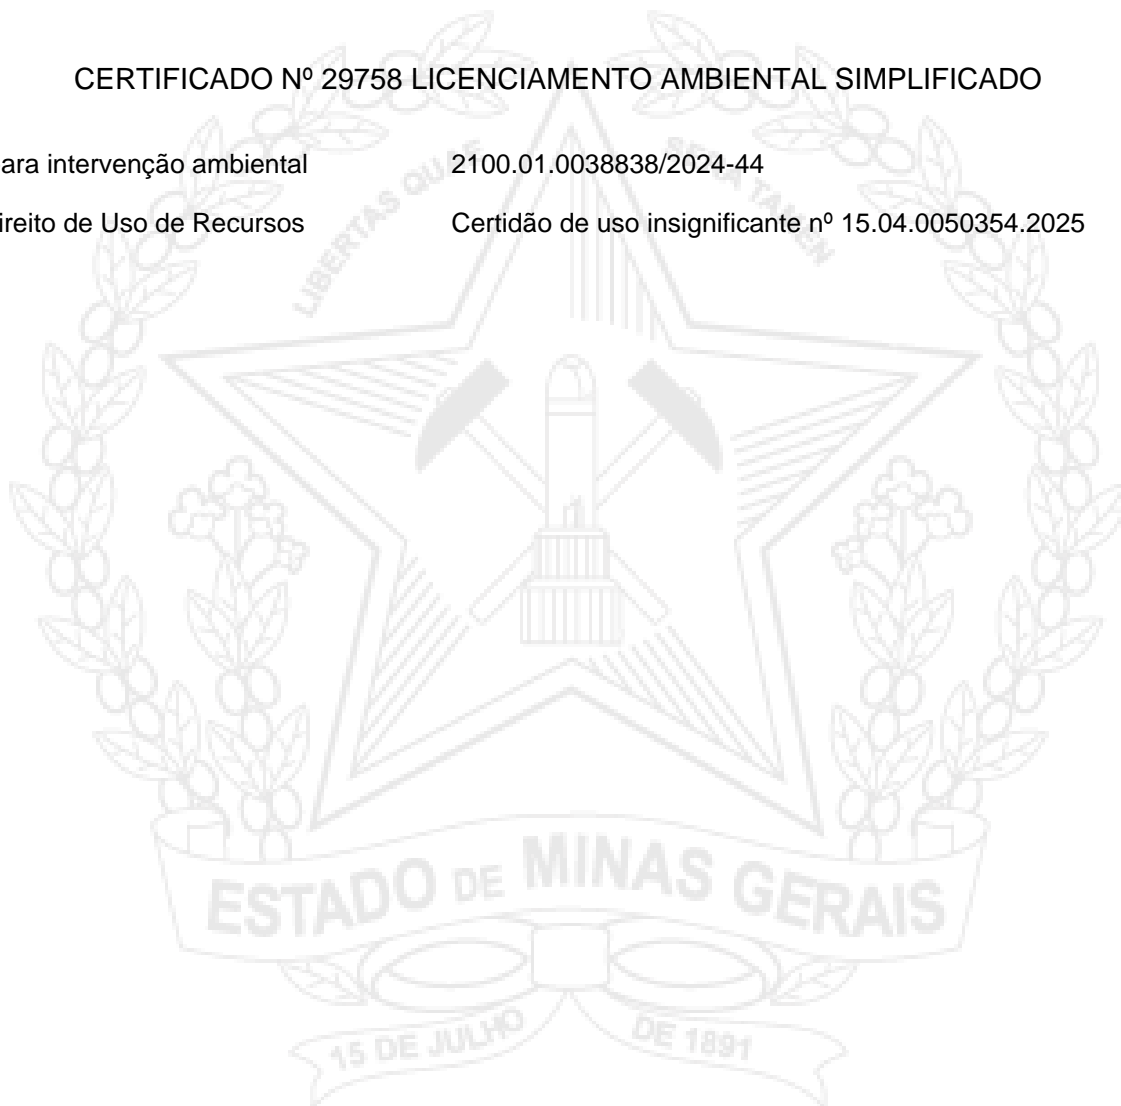 CERTIFICADO Nº 29758 LICENCIAMENTO AMBIENTAL SIMPLIFICADO
ara intervenção ambiental 2100.01.0038838/2024-44
ireito de Uso de Recursos Certidão de uso insignificante nº 15.04.0050354.2025
LIBERTAS QUÆ SERA TAMEN
ESTADO DE MINAS GERAIS
15 DE JULHO DE 1891